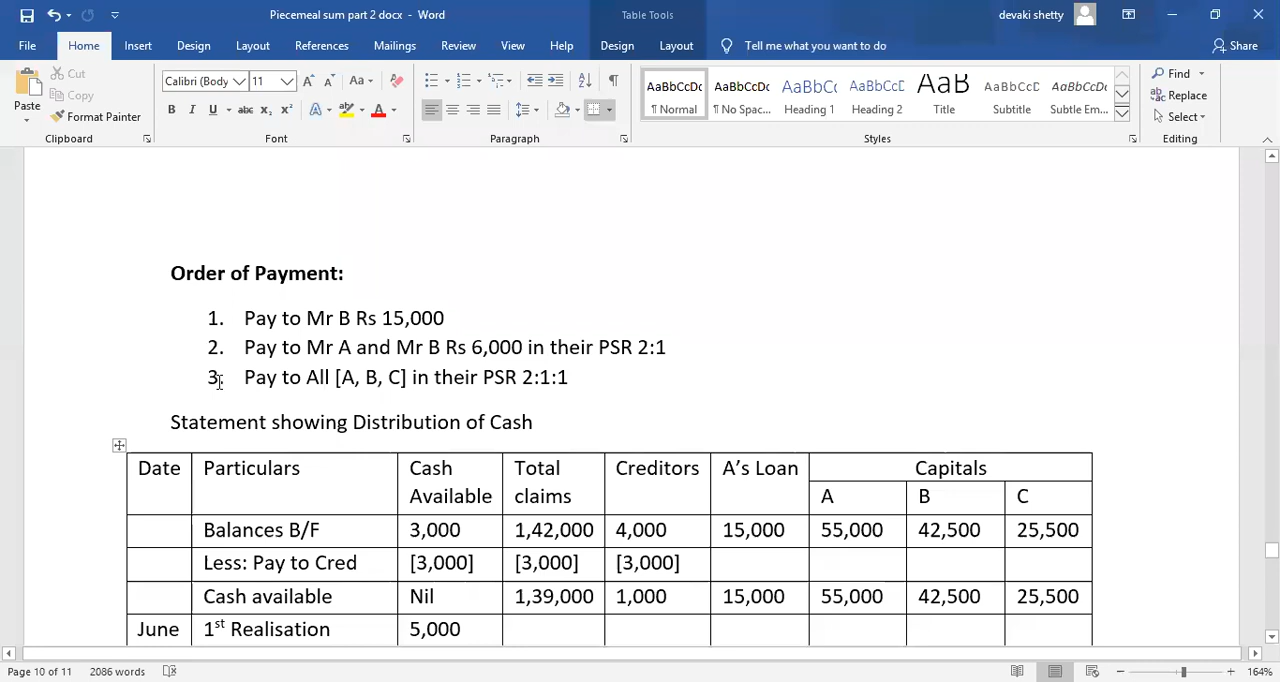 Piecemeal sum part 2 docx - Word
Table Tools
devaki shetty
File Home Insert Design Layout References Mailings Review View Help Design Layout Tell me what you want to do Share
Paste
Cut
Copy
Format Painter
Clipboard
Calibri (Body 11
Font
Paragraph
AaBbCcDc AaBbCcDc AaBbCc AaBbCcD AaB AaBbCcD AaBbCcDc
¶ Normal ¶ No Spac... Heading 1 Heading 2 Title Subtitle Subtle Em...
Styles
Find
Replace
Select
Editing
Order of Payment:
1. Pay to Mr B Rs 15,000
2. Pay to Mr A and Mr B Rs 6,000 in their PSR 2:1
3. Pay to All [A, B, C] in their PSR 2:1:1
Statement showing Distribution of Cash
Date Particulars Cash Available Total claims Creditors A’s Loan Capitals
A B C
Balances B/F 3,000 1,42,000 4,000 15,000 55,000 42,500 25,500
Less: Pay to Cred [3,000] [3,000] [3,000]
Cash available Nil 1,39,000 1,000 15,000 55,000 42,500 25,500
June 1st Realisation 5,000
Page 10 of 11 2086 words 164%